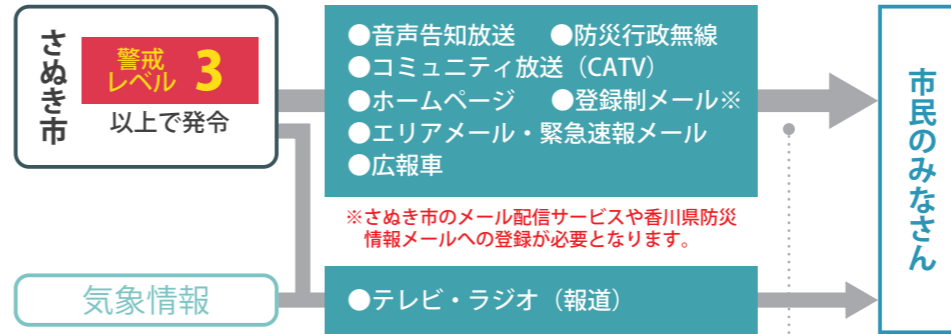 さぬき市
警戒
レベル 3
以上で発令
●音声告知放送 ●防災行政無線
●コミュニティ放送（CATV）
●ホームページ ●登録制メール※
●エリアメール・緊急速報メール
●広報車
※さぬき市のメール配信サービスや香川県防災
情報メールへの登録が必要となります。
気象情報
●テレビ・ラジオ（報道）
市民のみなさん